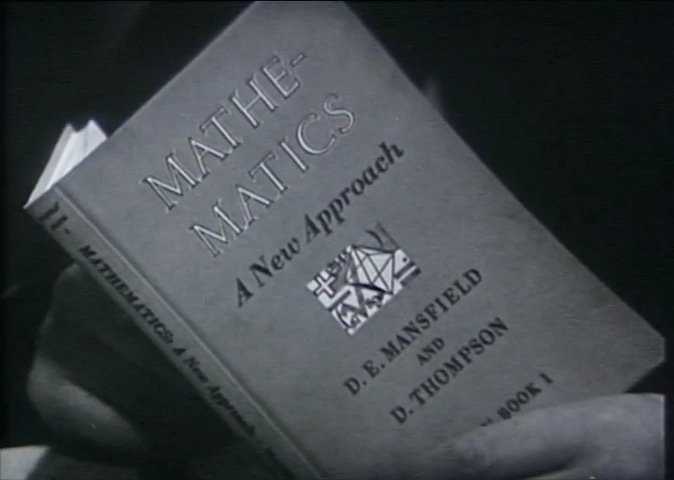 MATHE-
MATICS
A New Approach
D. E. MANSFIELD
AND
D. THOMPSON
BOOK 1
MATHEMATICS: A New Approach